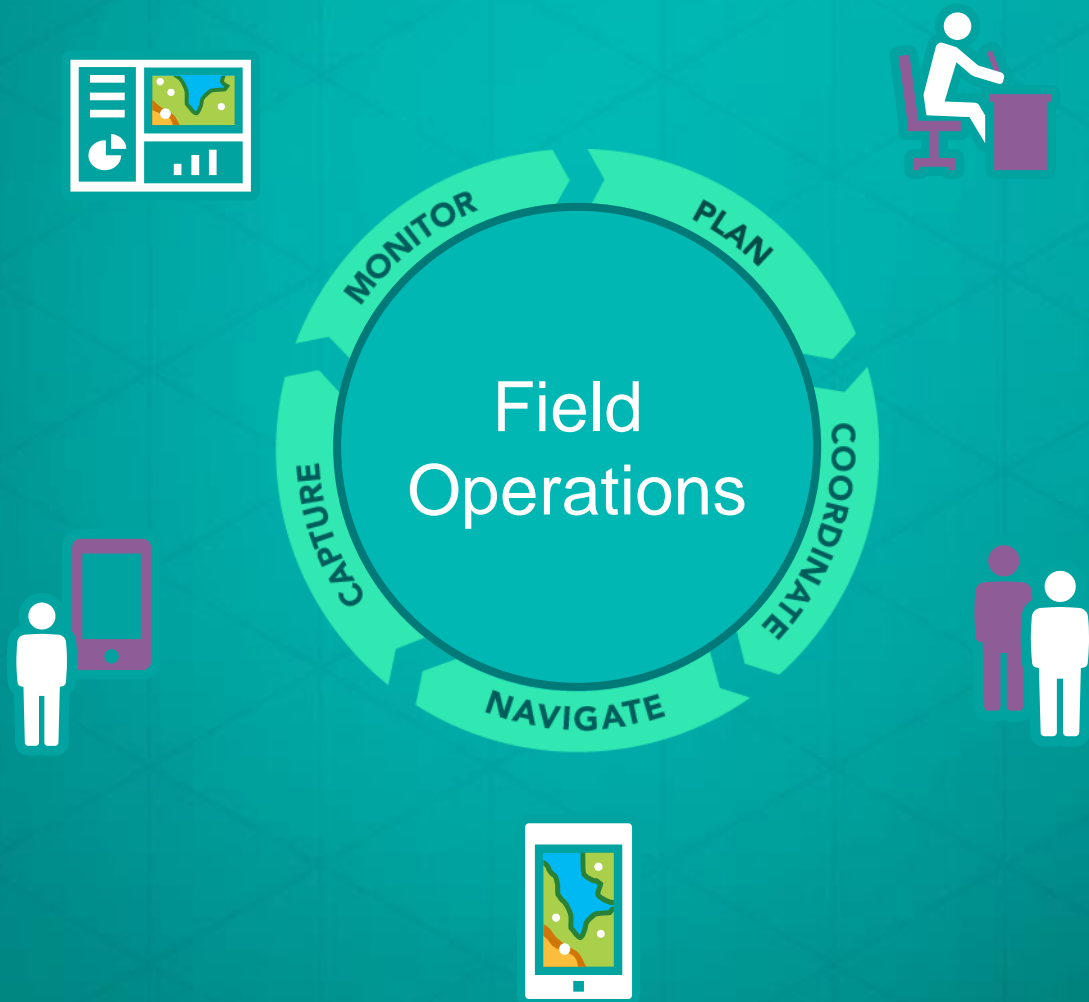 MONITOR
PLAN
Field
Operations
COORDINATE
CAPTURE
NAVIGATE